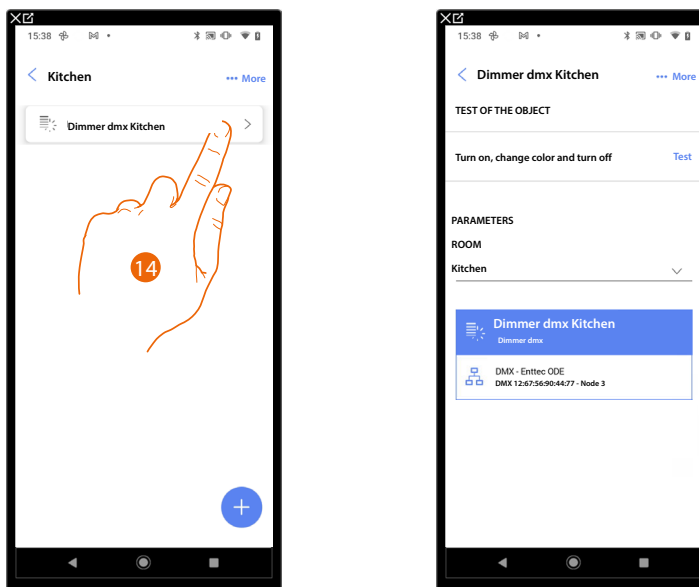 15:38
Kitchen
••• More
Dimmer dmx Kitchen
14
15:38
Dimmer dmx Kitchen
••• More
TEST OF THE OBJECT
Turn on, change color and turn off
Test
PARAMETERS
ROOM
Kitchen
Dimmer dmx Kitchen
Dimmer dmx
DMX - Enttec ODE
DMX 12:67:56:90:44:77 - Node 3